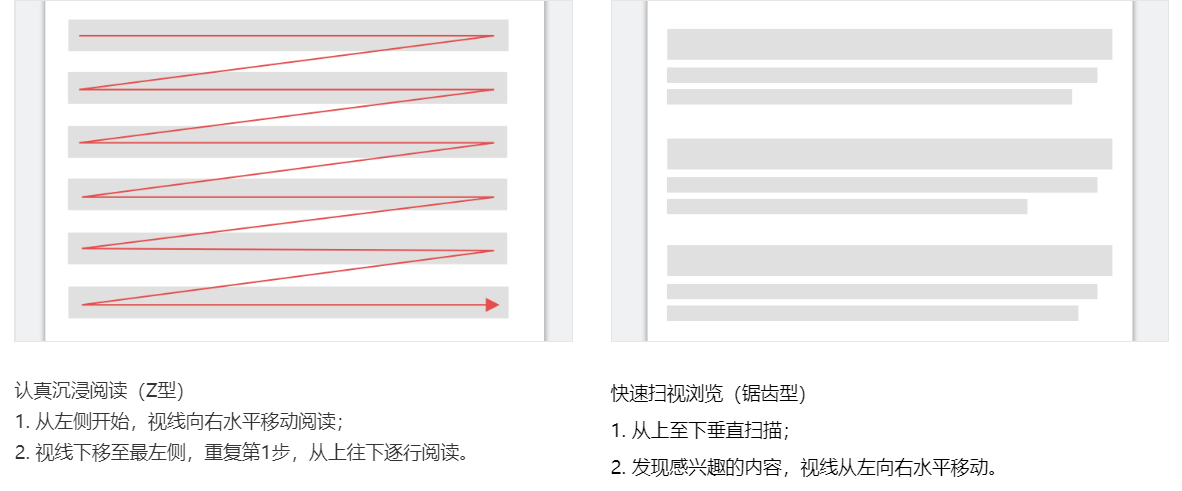 认真沉浸阅读（Z型）
1. 从左侧开始，视线向右水平移动阅读；
2. 视线下移至最左侧，重复第1步，从上往下逐行阅读。
快速扫视浏览（锯齿型）
1. 从上至下垂直扫描；
2. 发现感兴趣的内容，视线从左向右水平移动。